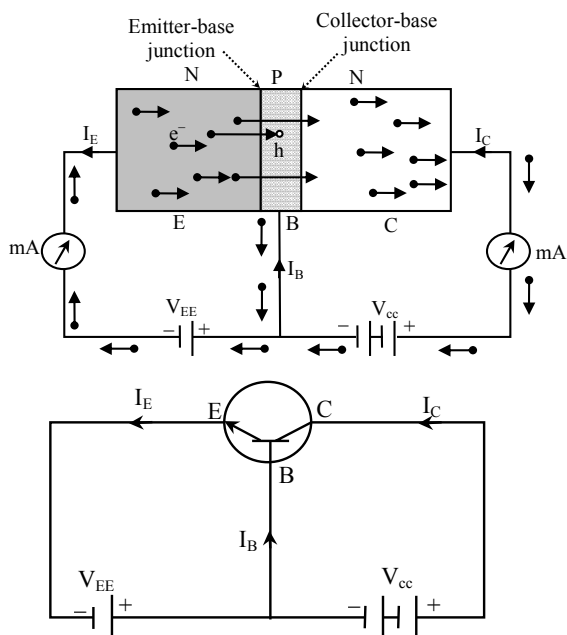 Emitter-base junction
Collector-base junction
N P N
I_E
e⁻
h
I_C
mA
E
B
C
mA
I_B
V_EE
− +
V_cc
− +
I_E
E
C
I_C
B
I_B
V_EE
− +
V_cc
− +